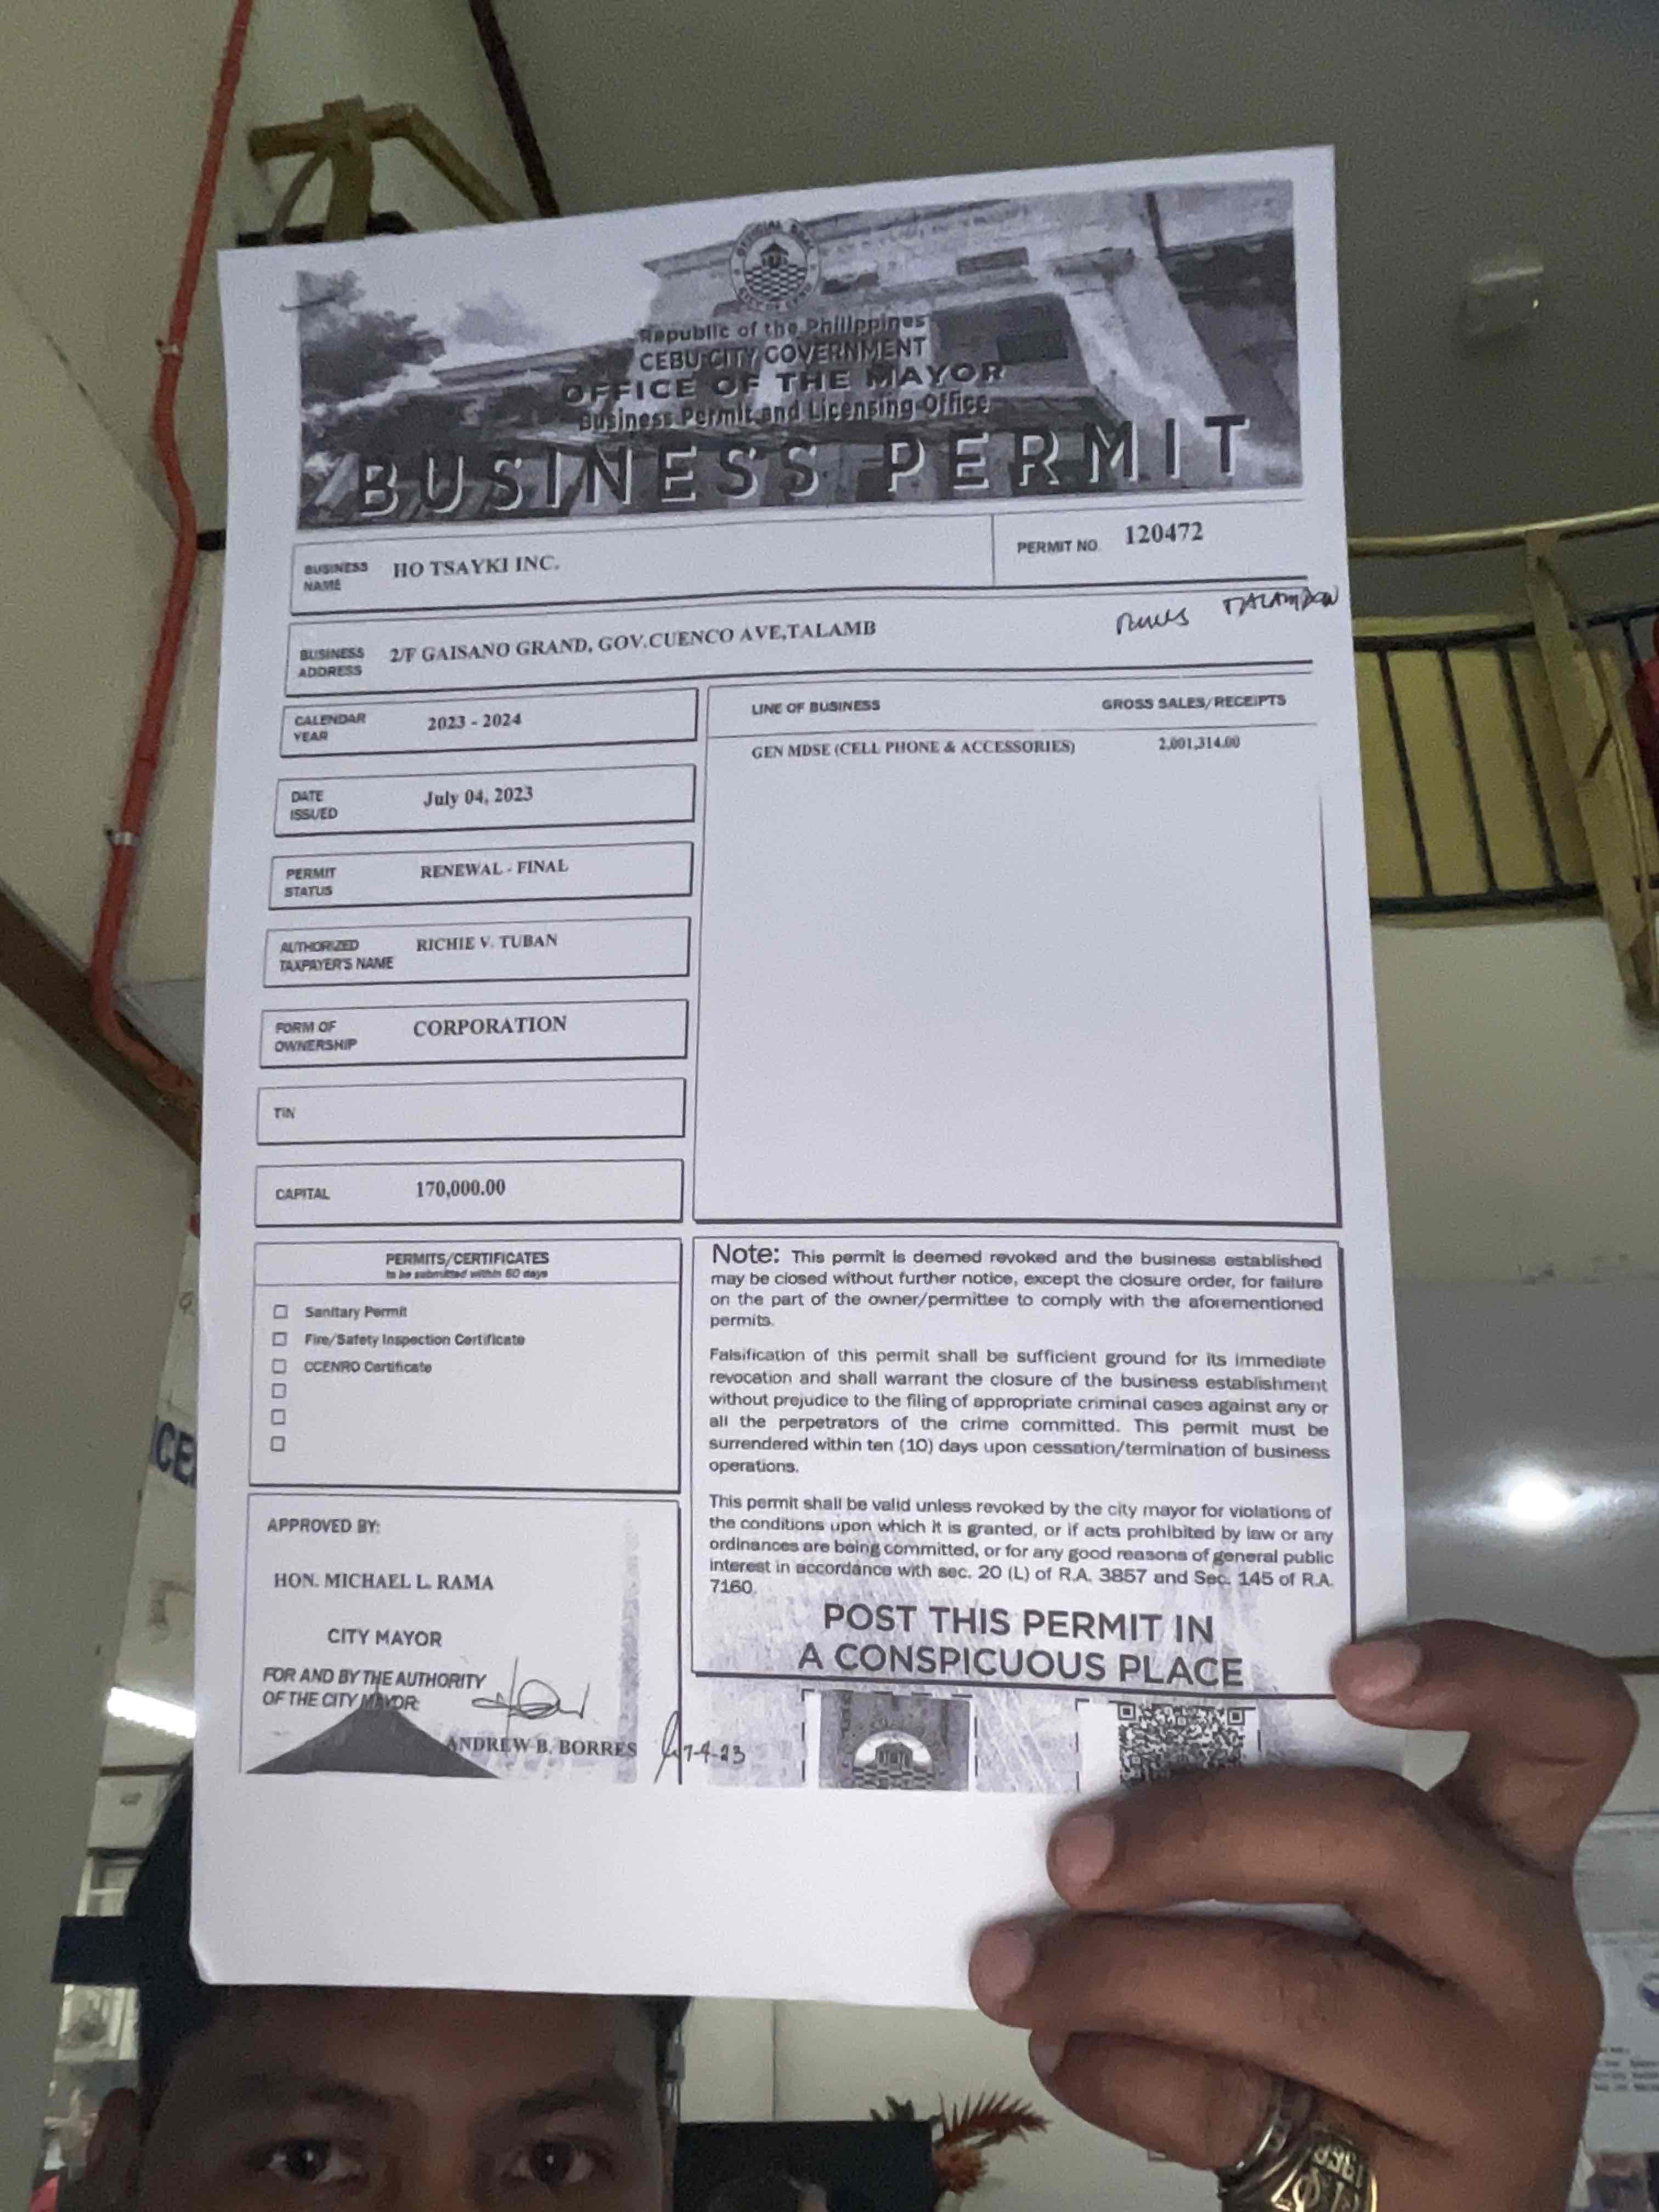 OFFICIAL SEAL
CITY OF CEBU
Republic of the Philippines
CEBU CITY GOVERNMENT
OFFICE OF THE MAYOR
Business Permit and Licensing Office
BUSINESS PERMIT
BUSINESS NAME HO TSAYKI INC.
PERMIT NO. 120472
BUSINESS ADDRESS 2/F GAISANO GRAND, GOV.CUENCO AVE,TALAMB
TALAMBAN
CALENDAR YEAR 2023 - 2024
DATE ISSUED July 04, 2023
PERMIT STATUS RENEWAL - FINAL
AUTHORIZED TAXPAYER'S NAME RICHIE V. TUBAN
FORM OF OWNERSHIP CORPORATION
TIN
CAPITAL 170,000.00
LINE OF BUSINESS GROSS SALES/RECEIPTS
GEN MDSE (CELL PHONE & ACCESSORIES) 2,001,314.00
PERMITS/CERTIFICATES
to be submitted within 60 days
Sanitary Permit
Fire/Safety Inspection Certificate
CCENRO Certificate
Note: This permit is deemed revoked and the business established
may be closed without further notice, except the closure order, for failure
on the part of the owner/permittee to comply with the aforementioned
permits.
Falsification of this permit shall be sufficient ground for its immediate
revocation and shall warrant the closure of the business establishment
without prejudice to the filing of appropriate criminal cases against any or
all the perpetrators of the crime committed. This permit must be
surrendered within ten (10) days upon cessation/termination of business
operations.
This permit shall be valid unless revoked by the city mayor for violations of
the conditions upon which it is granted, or if acts prohibited by law or any
ordinances are being committed, or for any good reasons of general public
interest in accordance with sec. 20 (L) of R.A. 3857 and Sec. 145 of R.A.
7160.
POST THIS PERMIT IN
A CONSPICUOUS PLACE
APPROVED BY:
HON. MICHAEL L. RAMA
CITY MAYOR
FOR AND BY THE AUTHORITY
OF THE CITY MAYOR:
ANDREW B. BORRES
7-4-23
1968